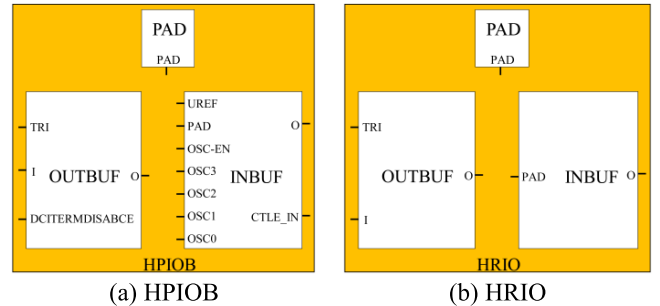 PAD
PAD
TRI
I
OUTBUF
O
DCITERMDISABCE
UREF
PAD
OSC-EN
OSC3
OSC2
OSC1
OSC0
INBUF
O
CTLE_IN
HPIOB
(a) HPIOB
PAD
PAD
TRI
OUTBUF
O
I
PAD
INBUF
O
HRIO
(b) HRIO